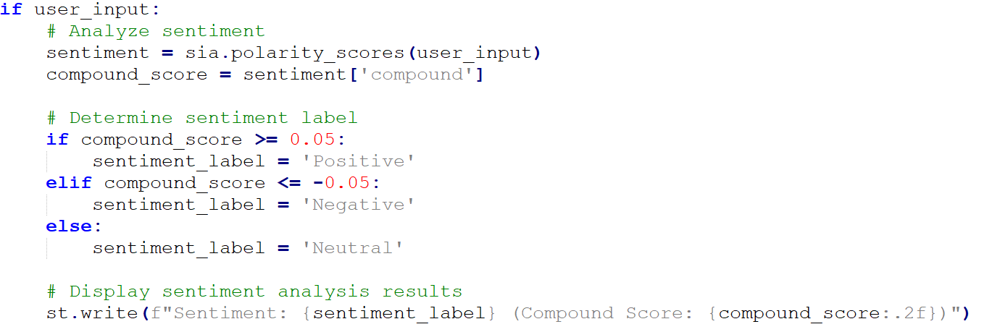 if user_input:
    # Analyze sentiment
    sentiment = sia.polarity_scores(user_input)
    compound_score = sentiment['compound']

    # Determine sentiment label
    if compound_score >= 0.05:
        sentiment_label = 'Positive'
    elif compound_score <= -0.05:
        sentiment_label = 'Negative'
    else:
        sentiment_label = 'Neutral'

    # Display sentiment analysis results
    st.write(f"Sentiment: {sentiment_label} (Compound Score: {compound_score:.2f})")